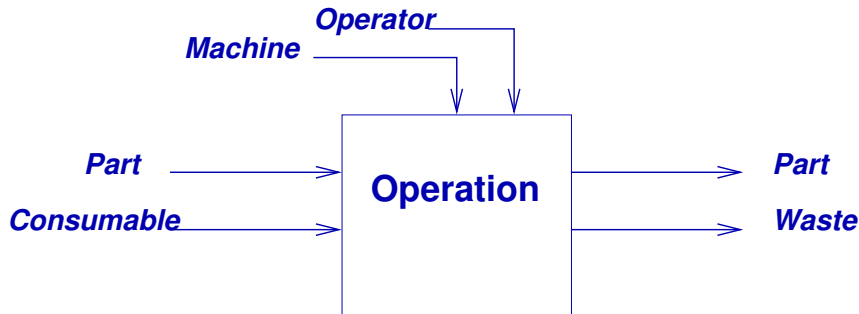 Operator
Machine
Part
Operation
Part
Consumable
Waste